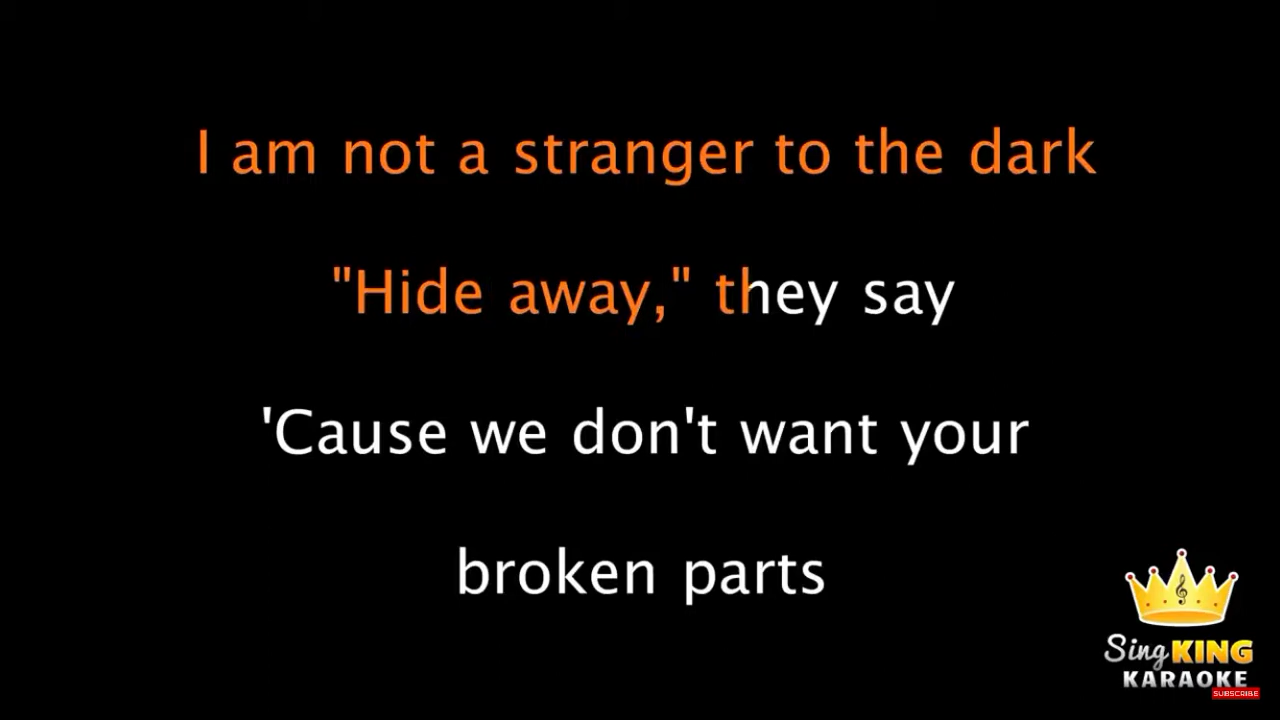 I am not a stranger to the dark
"Hide away," they say
'Cause we don't want your
broken parts
Sing KING
KARAOKE
SUBSCRIBE